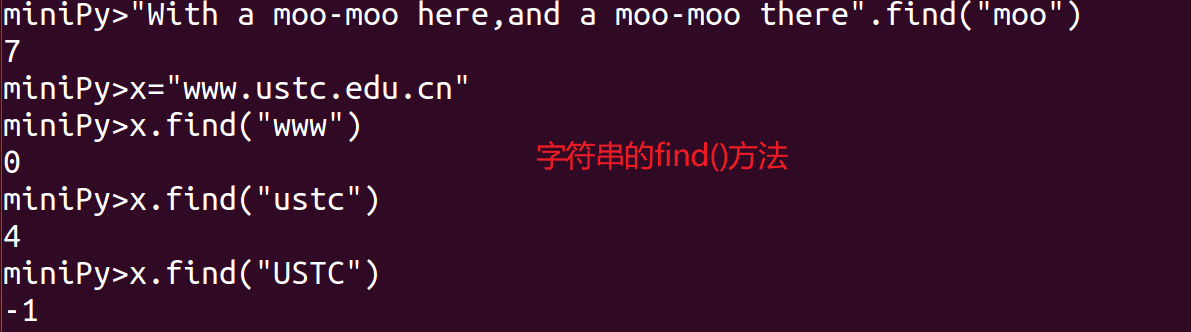 miniPy>"With a moo-moo here,and a moo-moo there".find("moo")
7
miniPy>x="www.ustc.edu.cn"
miniPy>x.find("www")
字符串的find()方法
0
miniPy>x.find("ustc")
4
miniPy>x.find("USTC")
-1